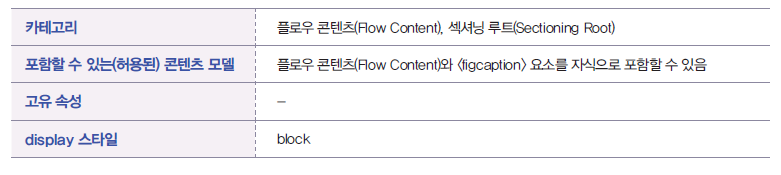 카테고리 플로우 콘텐츠(Flow Content), 섹셔닝 루트(Sectioning Root)
포함할 수 있는(허용된) 콘텐츠 모델 플로우 콘텐츠(Flow Content)와 〈figcaption〉 요소를 자식으로 포함할 수 있음
고유 속성 –
display 스타일 block